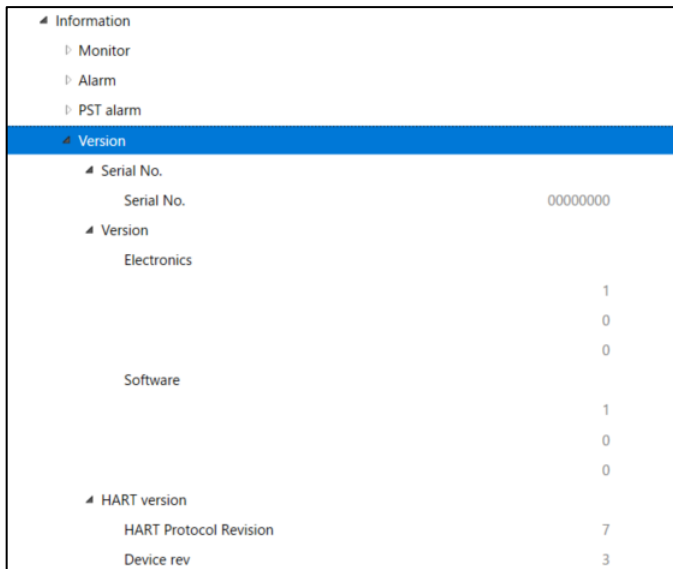 Information
Monitor
Alarm
PST alarm
Version
Serial No.
Serial No. 00000000
Version
Electronics
1
0
0
Software
1
0
0
HART version
HART Protocol Revision 7
Device rev 3